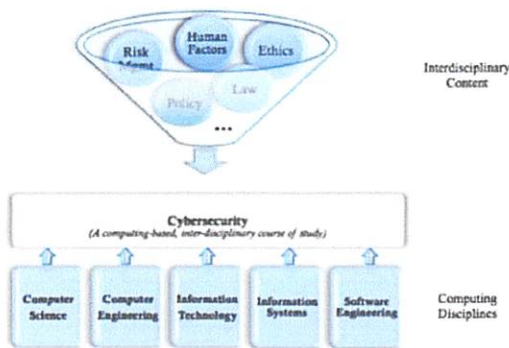 Human
Factors
Risk
Mgmt
Ethics
Interdisciplinary
Content
Law
Policy
...
Cybersecurity
(A computing-based, inter-disciplinary course of study)
Computer
Science
Computer
Engineering
Information
Technology
Information
Systems
Software
Engineering
Computing
Disciplines